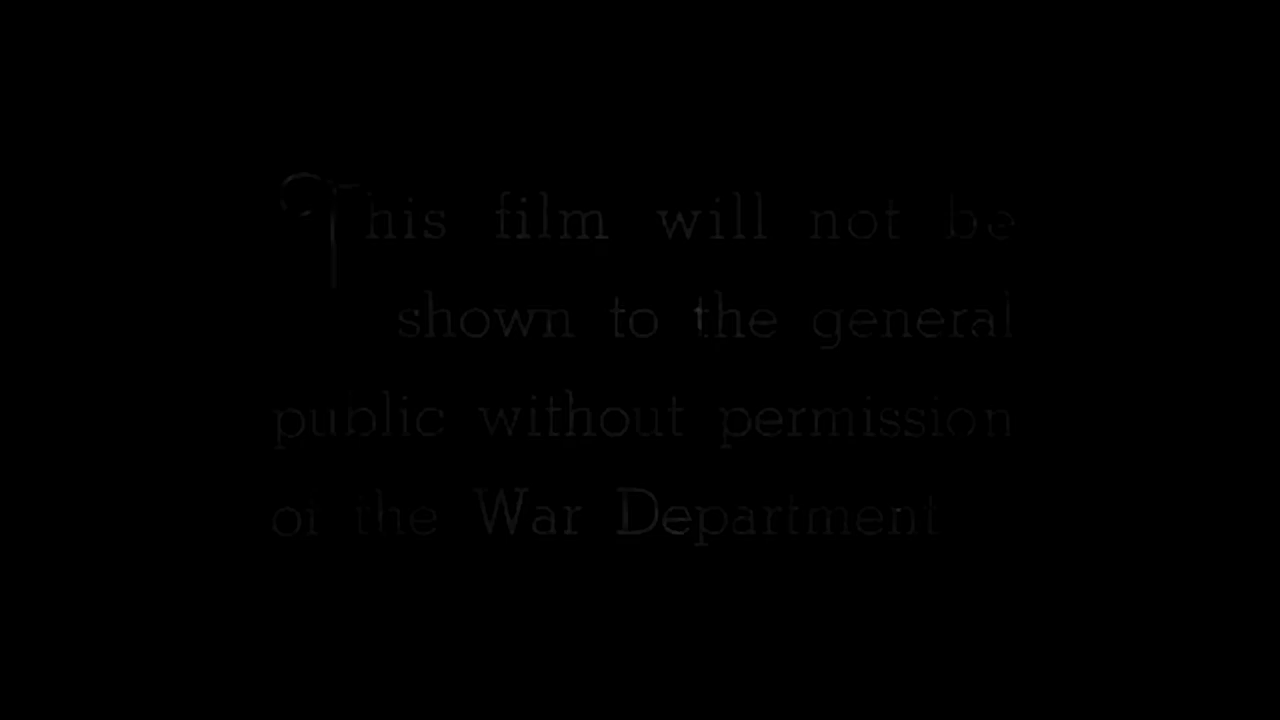 This film will not be
shown to the general
public without permission
of the War Department